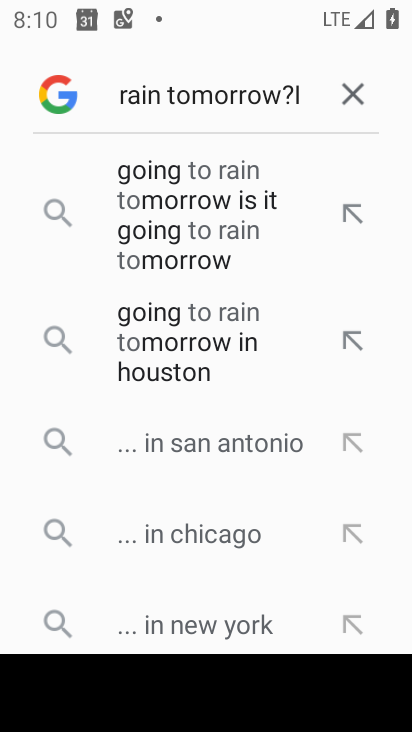 8:10 31 LTE
rain tomorrow?
going to rain
tomorrow is it
going to rain
tomorrow
going to rain
tomorrow in
houston
... in san antonio
... in chicago
... in new york